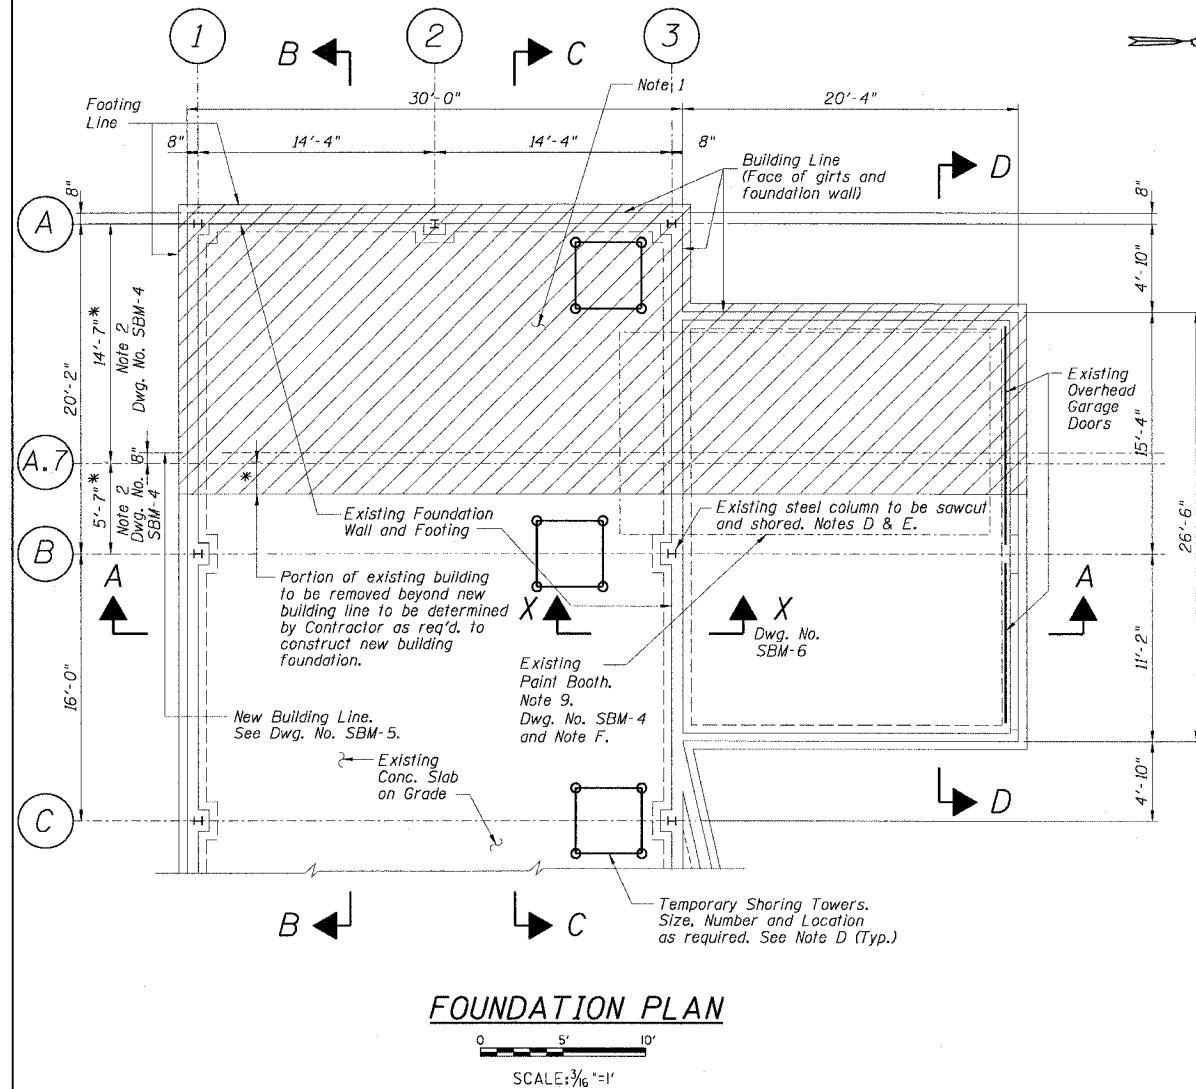 1
2
3
B
C
Note 1
30'-0"
20'-4"
Footing
Line
8"
14'-4"
14'-4"
8"
Building Line
(Face of girts and
foundation wall)
D
8"
8"
A
4'-10"
14'-7"*
Note 2
Dwg. No. SBM-4
20'-2"
Existing
Overhead
Garage
Doors
15'-4"
A.7
8"
*
5'-7"*
Note 2
Dwg. No.
SBM-4
Existing Foundation
Wall and Footing
Existing steel column to be sawcut
and shored. Notes D & E.
26'-6"
B
A
Portion of existing building
to be removed beyond new
building line to be determined
by Contractor as req'd. to
construct new building
foundation.
X
X
Dwg. No.
SBM-6
A
11'-2"
16'-0"
Existing
Paint Booth.
Note 9.
Dwg. No. SBM-4
and Note F.
New Building Line.
See Dwg. No. SBM-5.
Existing
Conc. Slab
on Grade
4'-10"
D
C
Temporary Shoring Towers.
Size, Number and Location
as required. See Note D (Typ.)
B
C
FOUNDATION PLAN
0 5' 10'
SCALE: 3/16"=1'